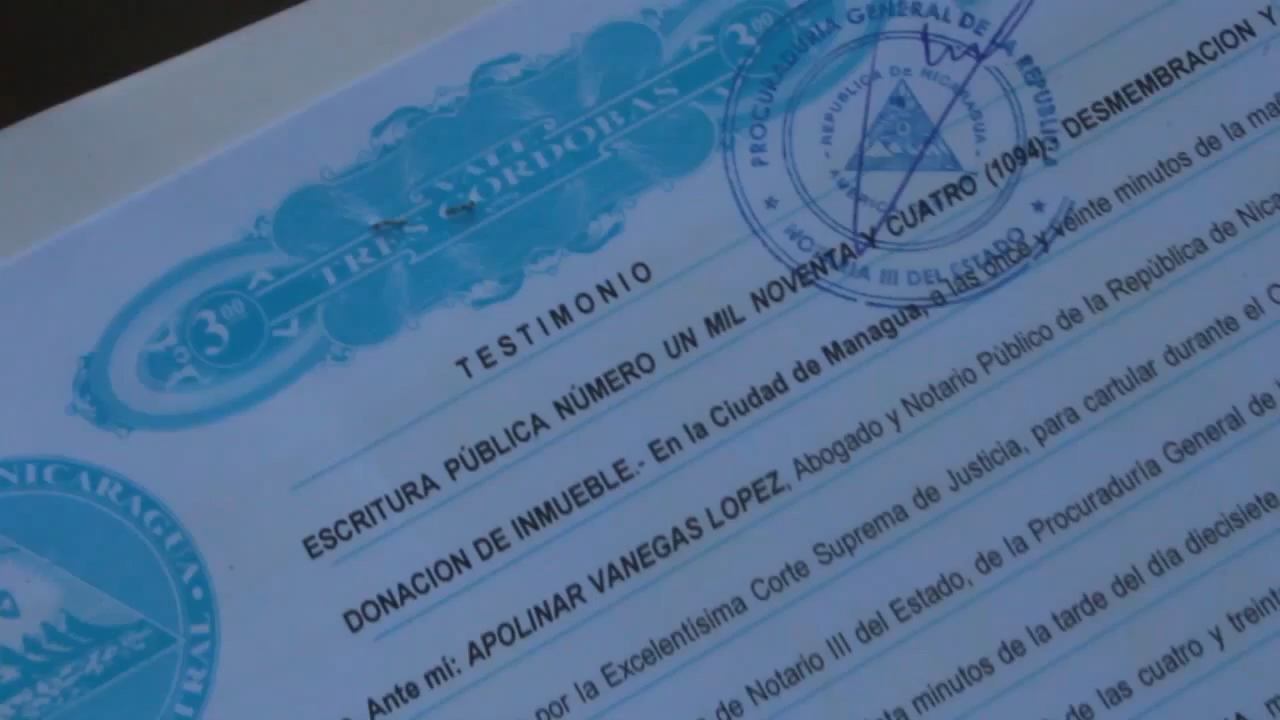 3 00
VALE
TRES CORDOBAS
3 00
PROCURADURIA GENERAL DE LA REPUBLICA
REPUBLICA DE NICARAGUA
NOTARIA III DEL ESTADO
TESTIMONIO
ESCRITURA PÚBLICA NÚMERO UN MIL NOVENTA Y CUATRO (1094). DESMEMBRACION Y
DONACION DE INMUEBLE.- En la Ciudad de Managua, a las once y veinte minutos de la
Ante mí: APOLINAR VANEGAS LOPEZ, Abogado y Notario Público de la República de
por la Excelentísima Corte Suprema de Justicia, para cartular durante el
de Notario III del Estado, de la Procuraduría General de
minutos de la tarde del día diecisiete
de las cuatro y
NICARAGUA